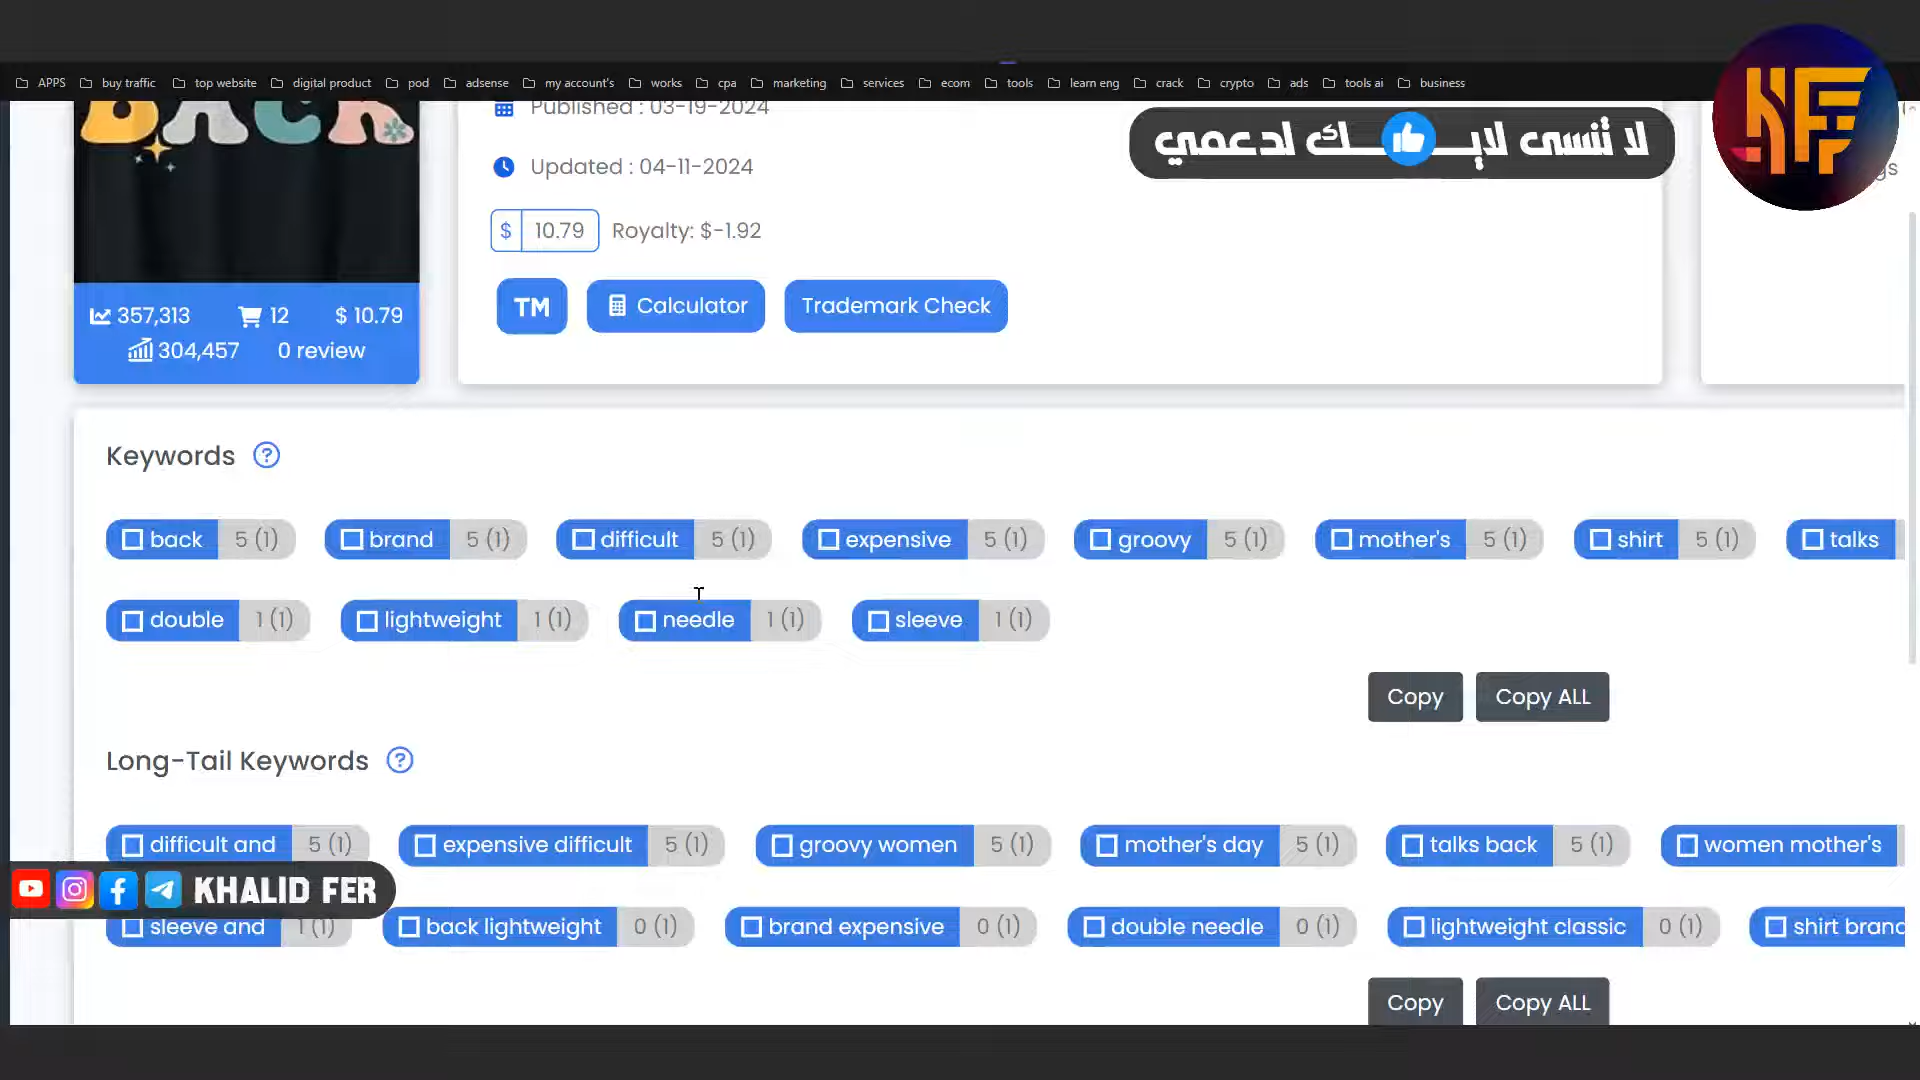 APPS buy traffic top website digital product pod adsense my account's works cpa marketing services ecom tools learn eng crack crypto ads tools ai business
BACK
Published : 03-19-2024
لا تنسى لايــك لدعمي
KF
Updated : 04-11-2024
$ 10.79 Royalty: $-1.92
TM Calculator Trademark Check
357,313 12 $ 10.79
304,457 0 review
Keywords ?
back 5 (1) brand 5 (1) difficult 5 (1) expensive 5 (1) groovy 5 (1) mother's 5 (1) shirt 5 (1) talks
double 1 (1) lightweight 1 (1) needle 1 (1) sleeve 1 (1)
Copy Copy ALL
Long-Tail Keywords ?
difficult and 5 (1) expensive difficult 5 (1) groovy women 5 (1) mother's day 5 (1) talks back 5 (1) women mother's
KHALID FER
sleeve and 1 (1) back lightweight 0 (1) brand expensive 0 (1) double needle 0 (1) lightweight classic 0 (1) shirt brand
Copy Copy ALL